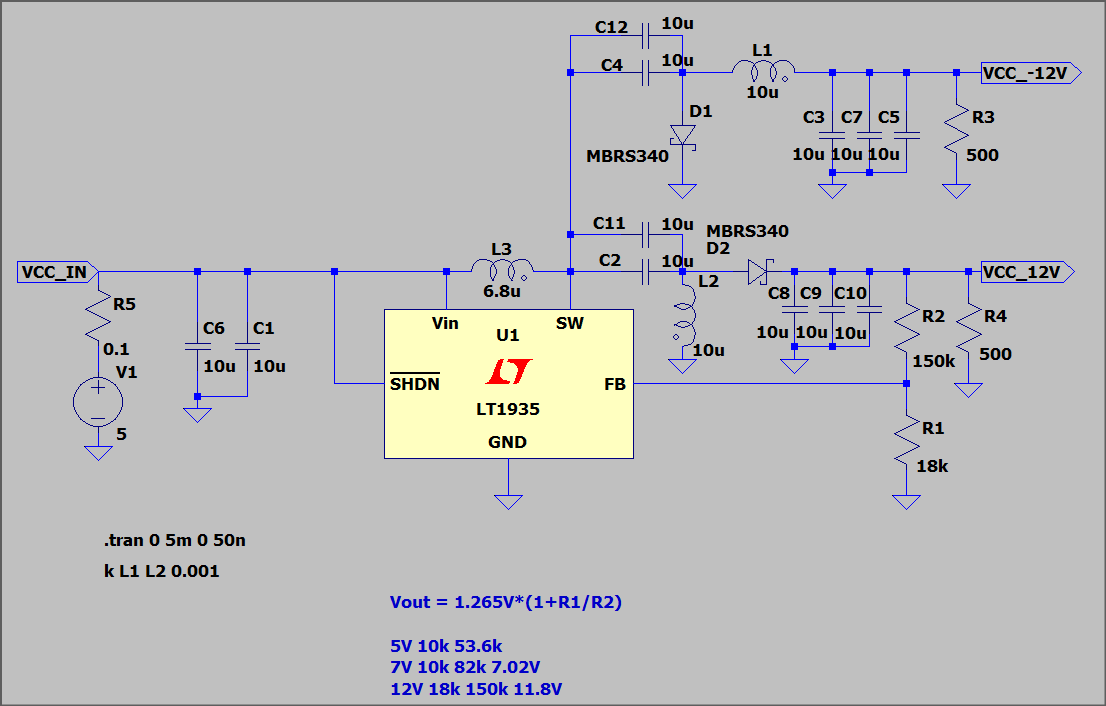 C12 10u
C4 10u
L1
10u
VCC_-12V
D1
MBRS340
C3 C7 C5
10u 10u 10u
R3
500
C11 10u
C2 10u
MBRS340
D2
L2
10u
VCC_IN
L3
6.8u
VCC_12V
C8 C9 C10
10u 10u 10u
R2
150k
R4
500
R5
0.1
V1
5
C6 C1
10u 10u
Vin
U1
SW
SHDN
LT1935
FB
GND
R1
18k
.tran 0 5m 0 50n
k L1 L2 0.001
Vout = 1.265V*(1+R1/R2)
5V 10k 53.6k
7V 10k 82k 7.02V
12V 18k 150k 11.8V